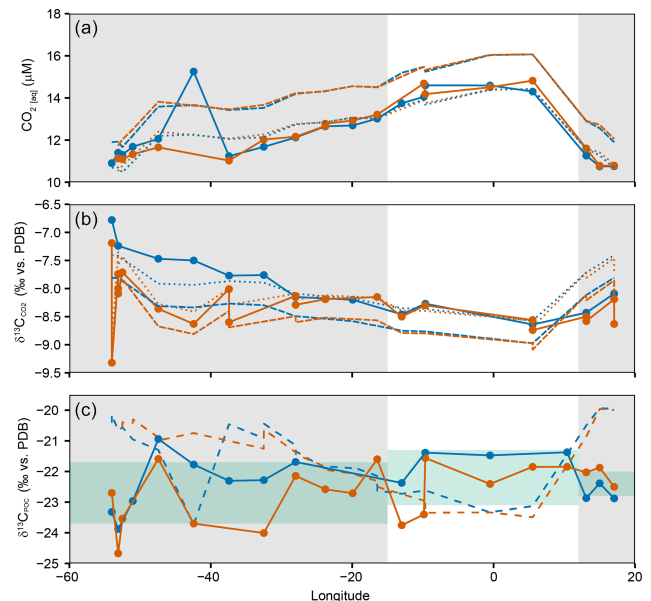 18
(a)
16
14
12
10
CO2 [aq] (μM)
−6.5
(b)
−7.0
−7.5
−8.0
−8.5
−9.0
−9.5
δ¹³C_CO2 (‰ vs. PDB)
(c)
−20
−21
−22
−23
−24
−25
δ¹³C_POC (‰ vs. PDB)
−60 −40 −20 0 20
Longitude